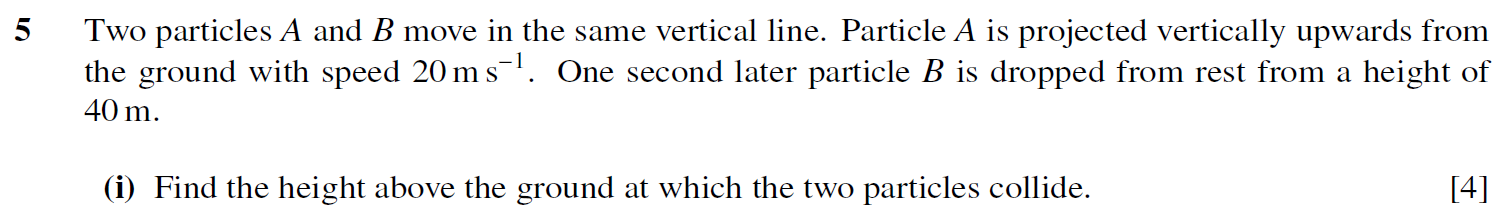 5 Two particles A and B move in the same vertical line. Particle A is projected vertically upwards from
the ground with speed 20 m s⁻¹. One second later particle B is dropped from rest from a height of
40 m.
(i) Find the height above the ground at which the two particles collide. [4]